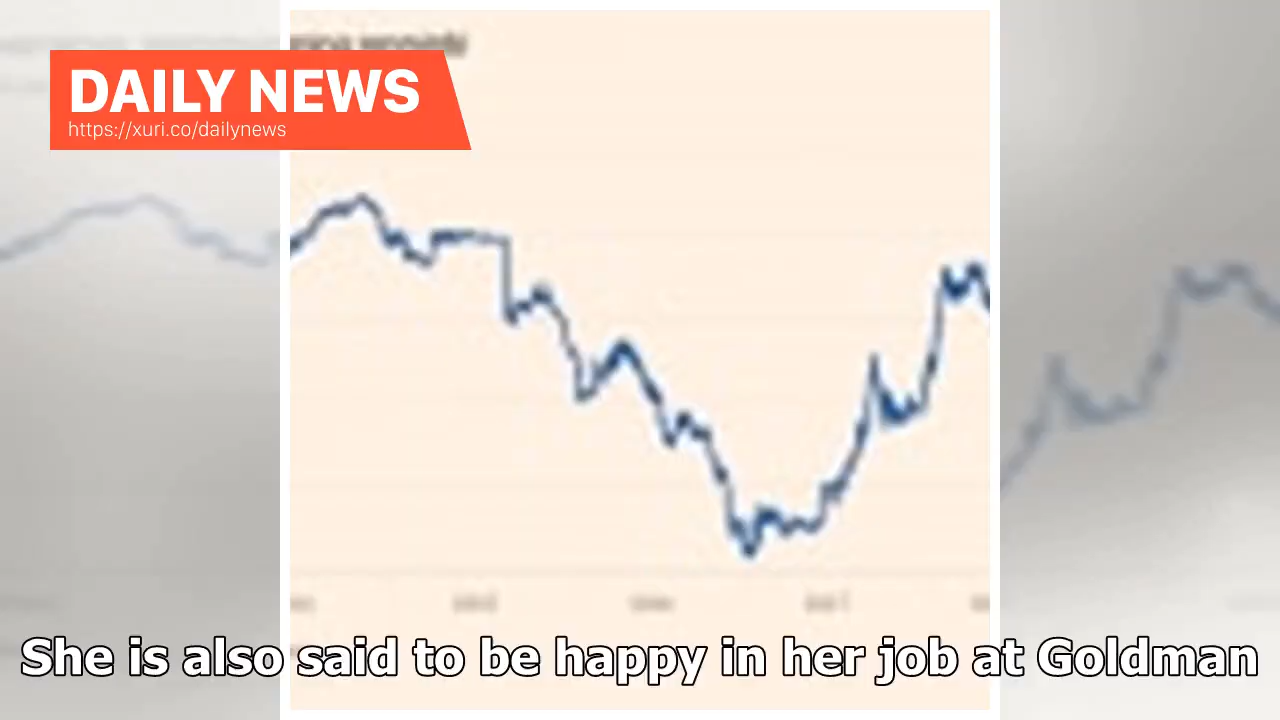 DAILY NEWS
https://xuri.co/dailynews
She is also said to be happy in her job at Goldman